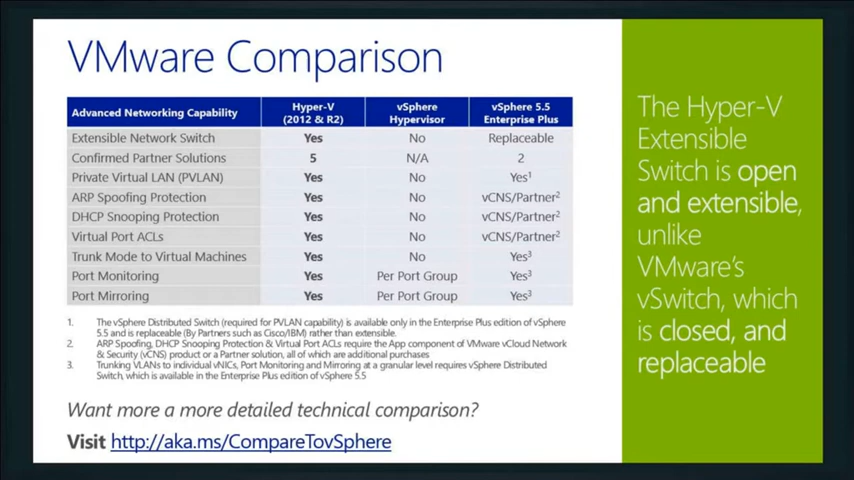 VMware Comparison
Advanced Networking Capability Hyper-V (2012 & R2) vSphere Hypervisor vSphere 5.5 Enterprise Plus
Extensible Network Switch Yes No Replaceable
Confirmed Partner Solutions 5 N/A 2
Private Virtual LAN (PVLAN) Yes No Yes1
ARP Spoofing Protection Yes No vCNS/Partner2
DHCP Snooping Protection Yes No vCNS/Partner2
Virtual Port ACLs Yes No vCNS/Partner2
Trunk Mode to Virtual Machines Yes No Yes3
Port Monitoring Yes Per Port Group Yes3
Port Mirroring Yes Per Port Group Yes3
1. The vSphere Distributed Switch (required for PVLAN capability) is available only in the Enterprise Plus edition of vSphere
5.5 and is replaceable (By Partners such as Cisco/IBM) rather than extensible.
2. ARP Spoofing, DHCP Snooping Protection & Virtual Port ACLs require the App component of VMware vCloud Network
& Security (vCNS) product or a Partner solution, all of which are additional purchases
3. Trunking VLANs to individual vNICs, Port Monitoring and Mirroring at a granular level requires vSphere Distributed
Switch, which is available in the Enterprise Plus edition of vSphere 5.5
Want more a more detailed technical comparison?
Visit http://aka.ms/CompareTovSphere
The Hyper-V
Extensible
Switch is open
and extensible,
unlike
VMware's
vSwitch, which
is closed, and
replaceable